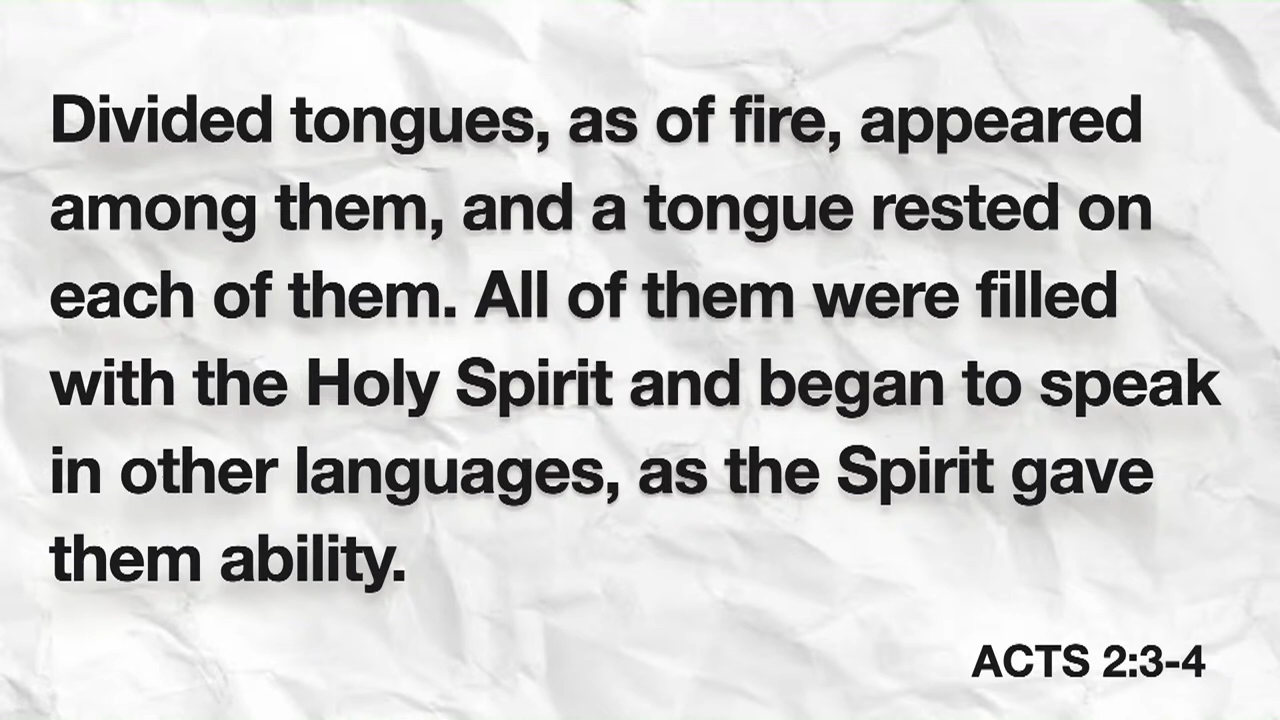 Divided tongues, as of fire, appeared
among them, and a tongue rested on
each of them. All of them were filled
with the Holy Spirit and began to speak
in other languages, as the Spirit gave
them ability.
ACTS 2:3-4